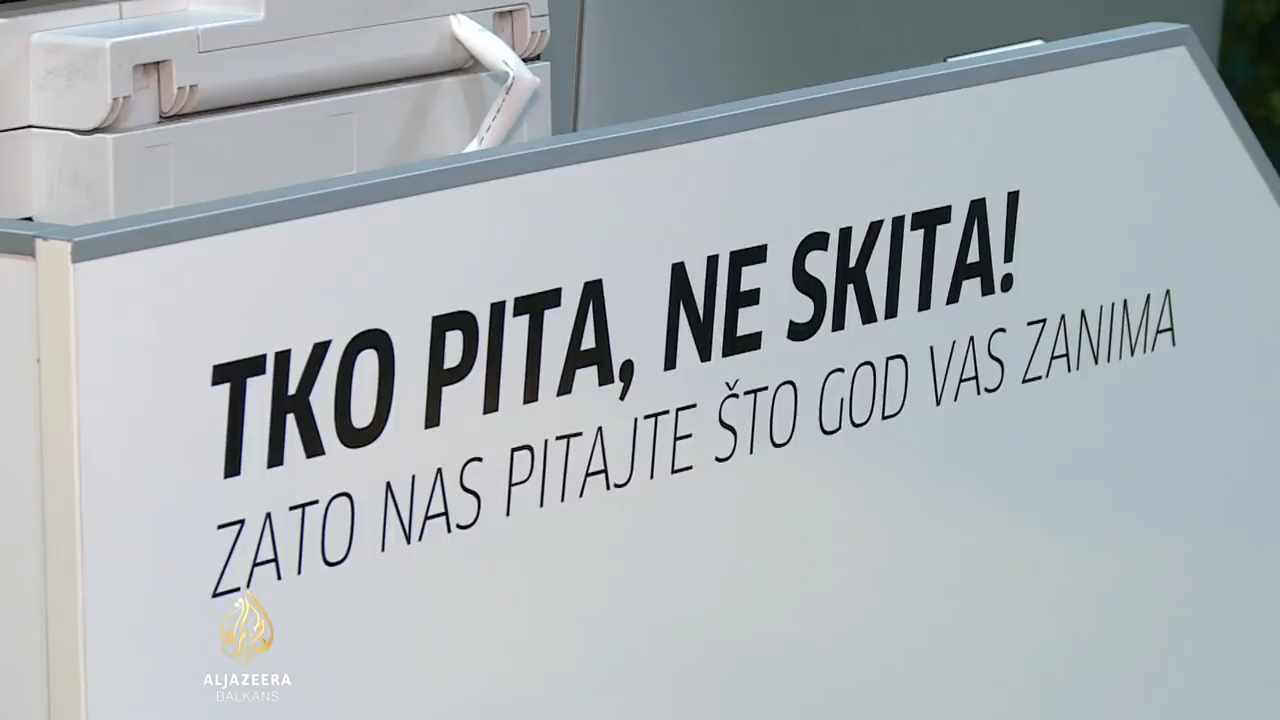 TKO PITA, NE SKITA!
ZATO NAS PITAJTE ŠTO GOD VAS ZANIMA
ALJAZEERA
BALKANS